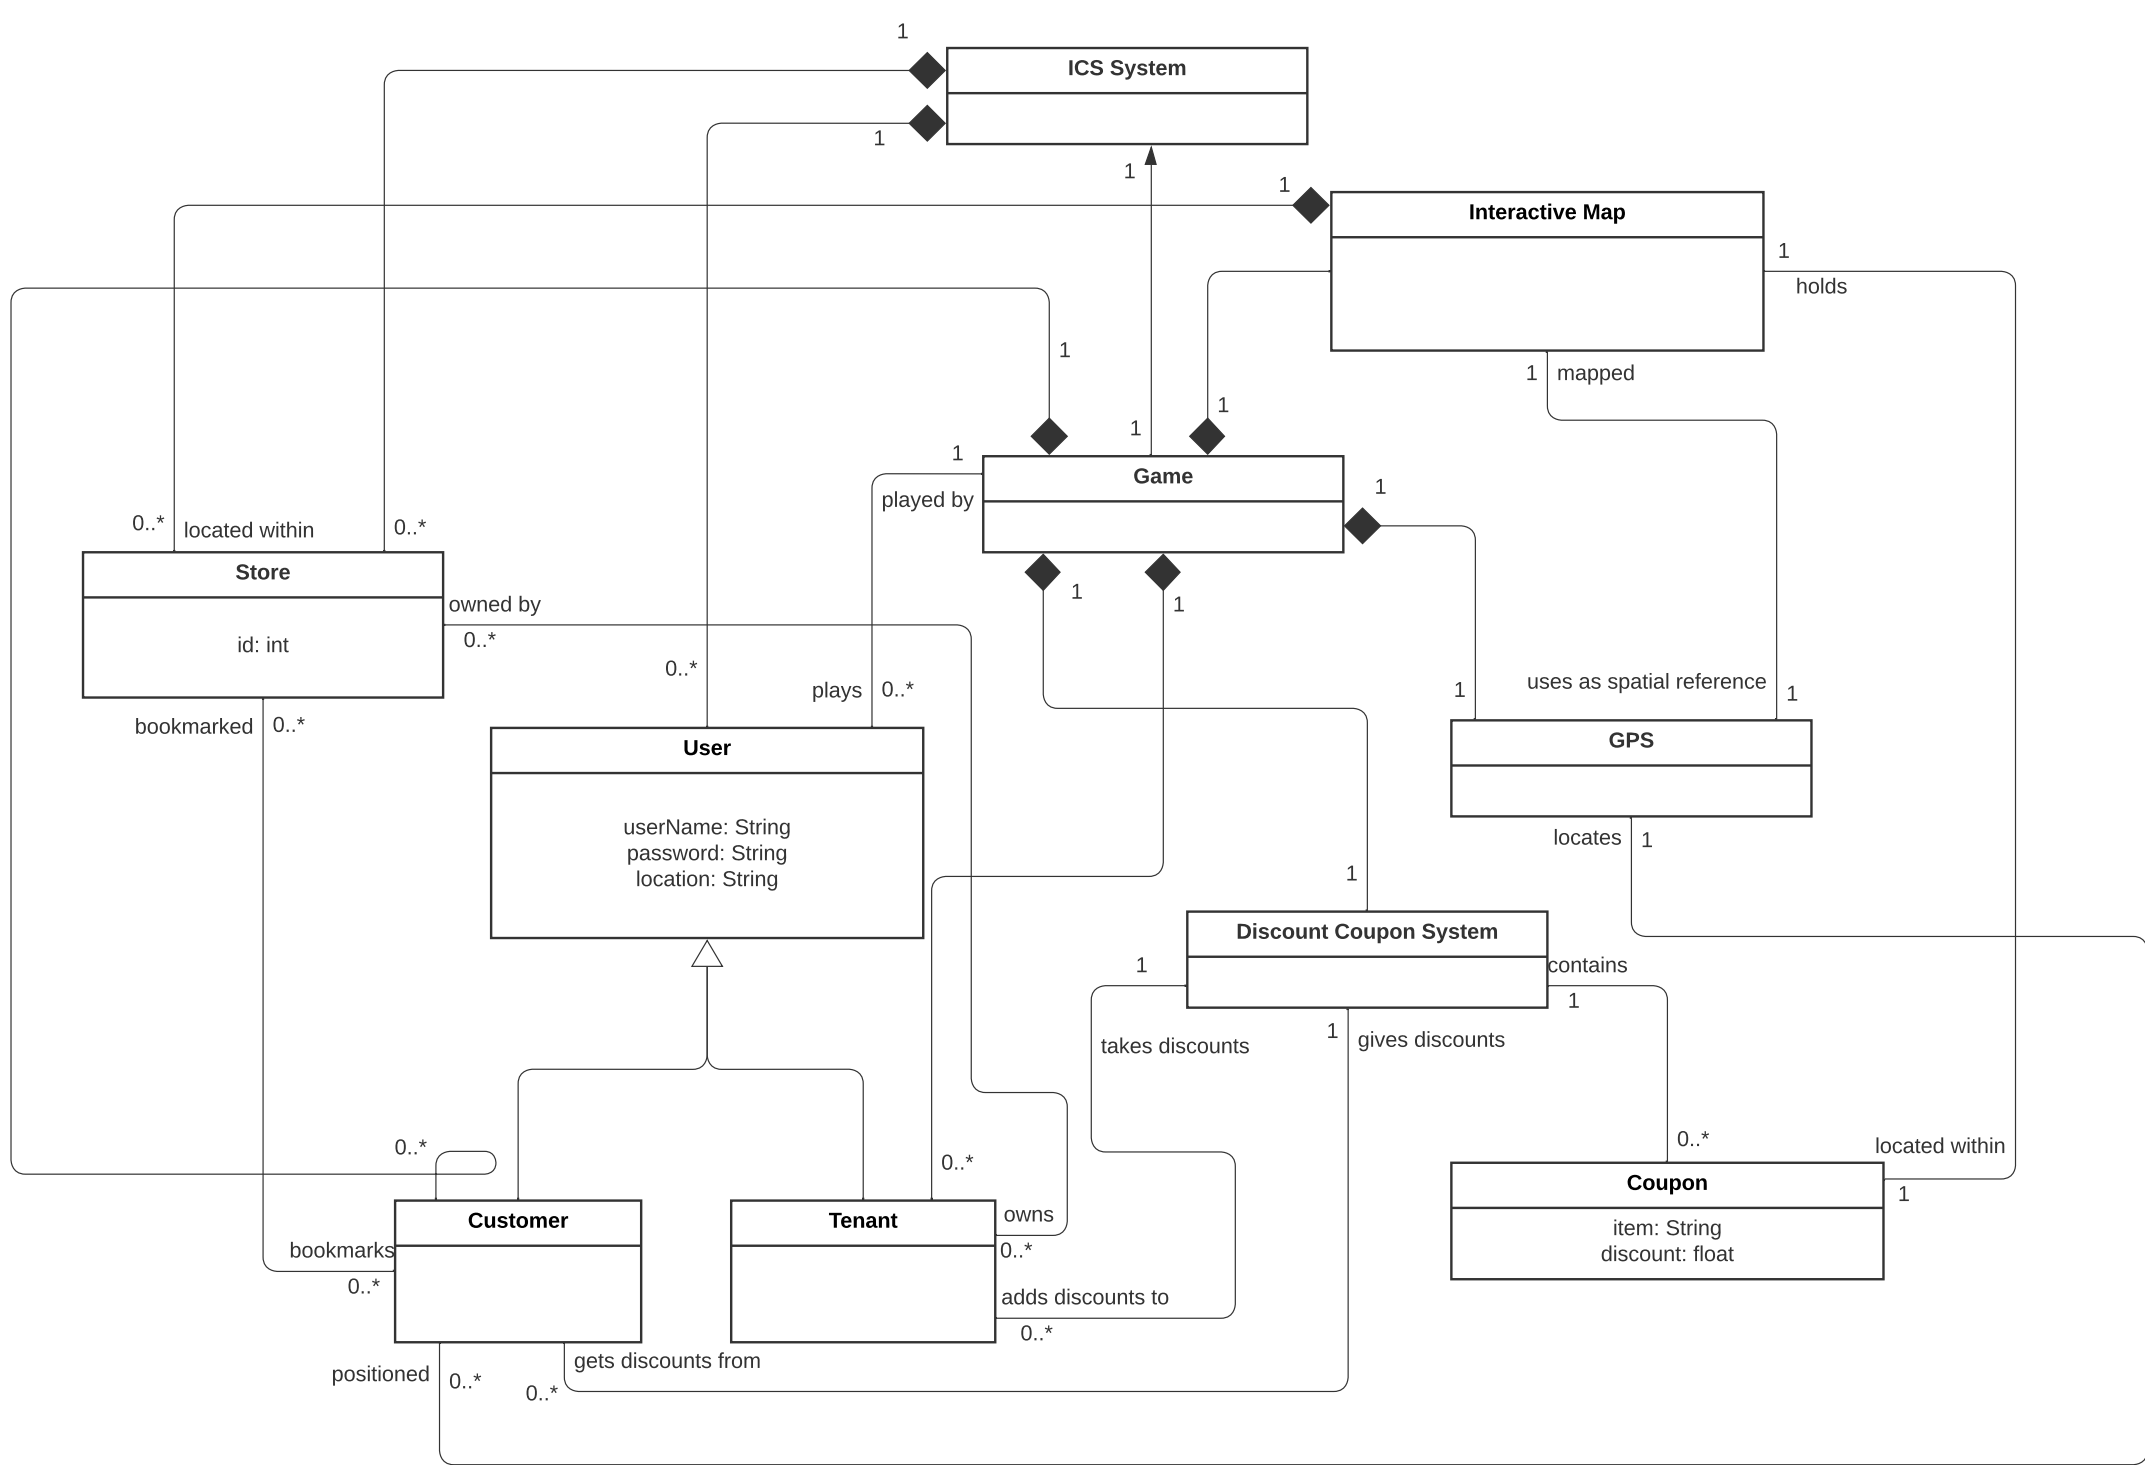 1
ICS System
1
1
1
Interactive Map
1
holds
1
1
mapped
1
1
1
Game
played by
1
0..*
located within
0..*
Store
id: int
owned by
0..*
1
1
0..*
plays
0..*
1
uses as spatial reference
1
bookmarked
0..*
User
userName: String
password: String
location: String
GPS
locates
1
1
Discount Coupon System
1
contains
1
takes discounts
1
gives discounts
0..*
0..*
0..*
located within
1
Customer
Tenant
owns
0..*
Coupon
item: String
discount: float
bookmarks
0..*
adds discounts to
0..*
positioned
0..*
gets discounts from
0..*